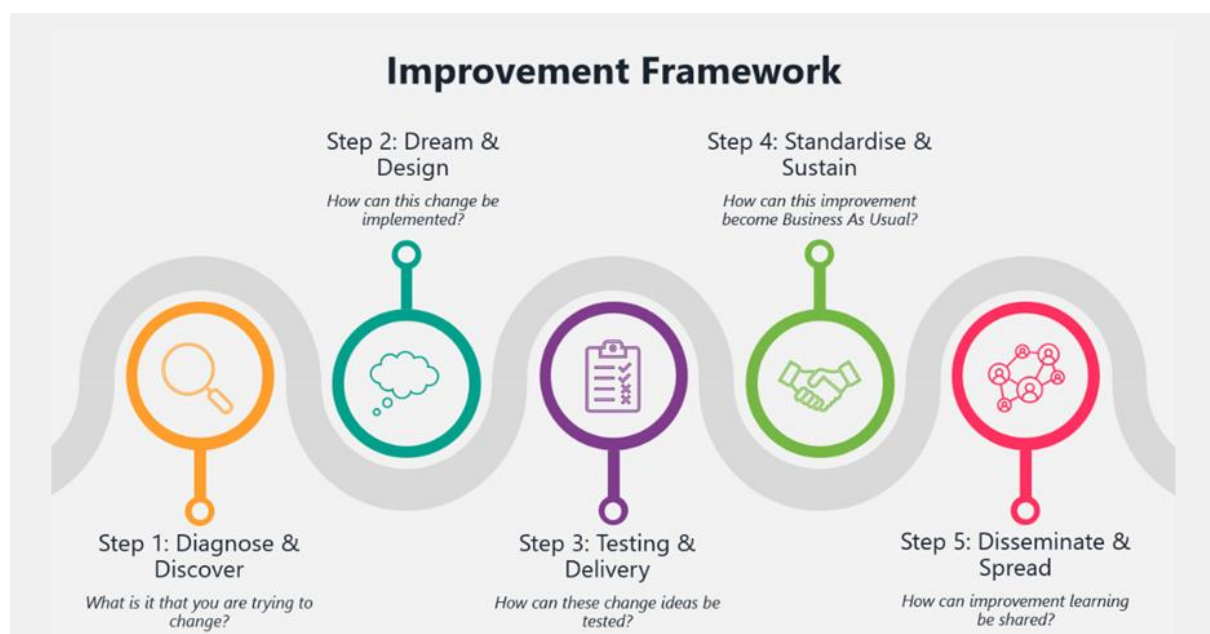 Improvement Framework
Step 1: Diagnose &
Discover
What is it that you are trying to
change?
Step 2: Dream &
Design
How can this change be
implemented?
Step 3: Testing &
Delivery
How can these change ideas be
tested?
Step 4: Standardise &
Sustain
How can this improvement
become Business As Usual?
Step 5: Disseminate &
Spread
How can improvement learning
be shared?